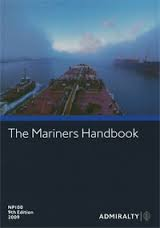 The Mariners Handbook
NP100
9th Edition
2009
ADMIRALTY